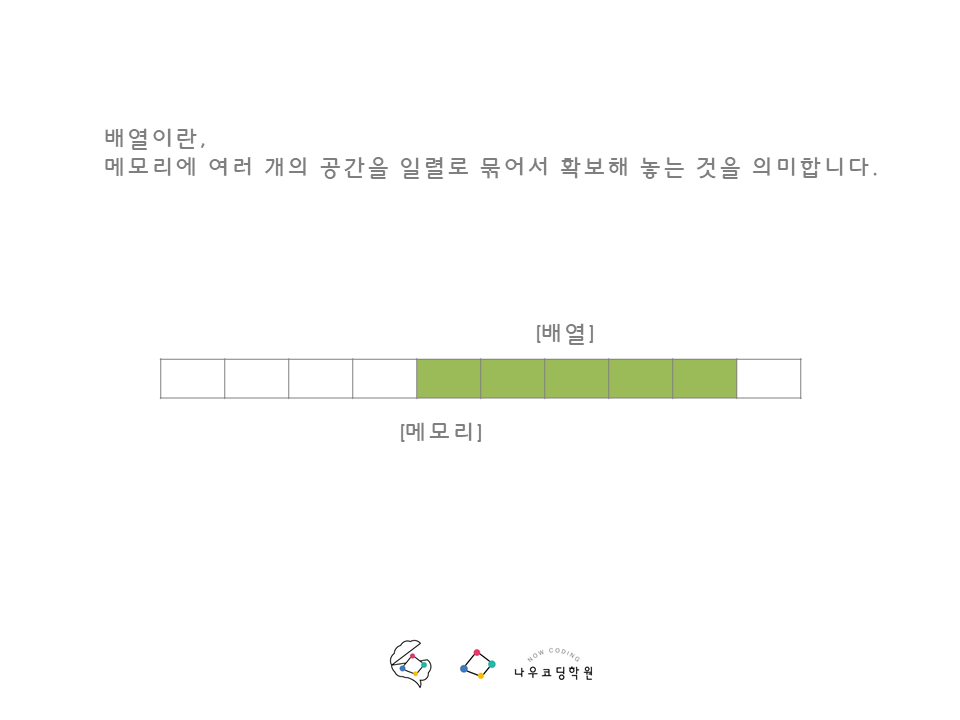 배열이란,
메모리에 여러 개의 공간을 일렬로 묶어서 확보해 놓는 것을 의미합니다.
[배열]
[메모리]
NOW CODING
나우코딩학원